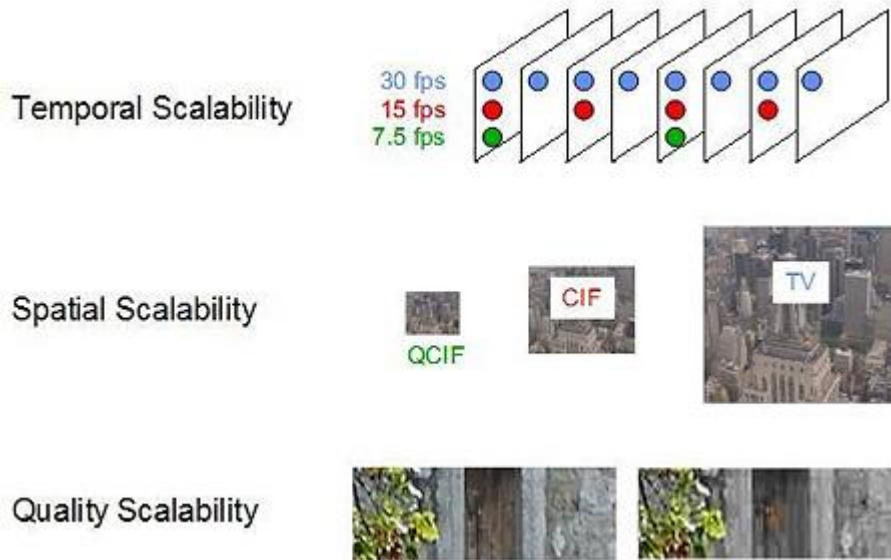 Temporal Scalability
30 fps
15 fps
7.5 fps
Spatial Scalability
QCIF
CIF
TV
Quality Scalability